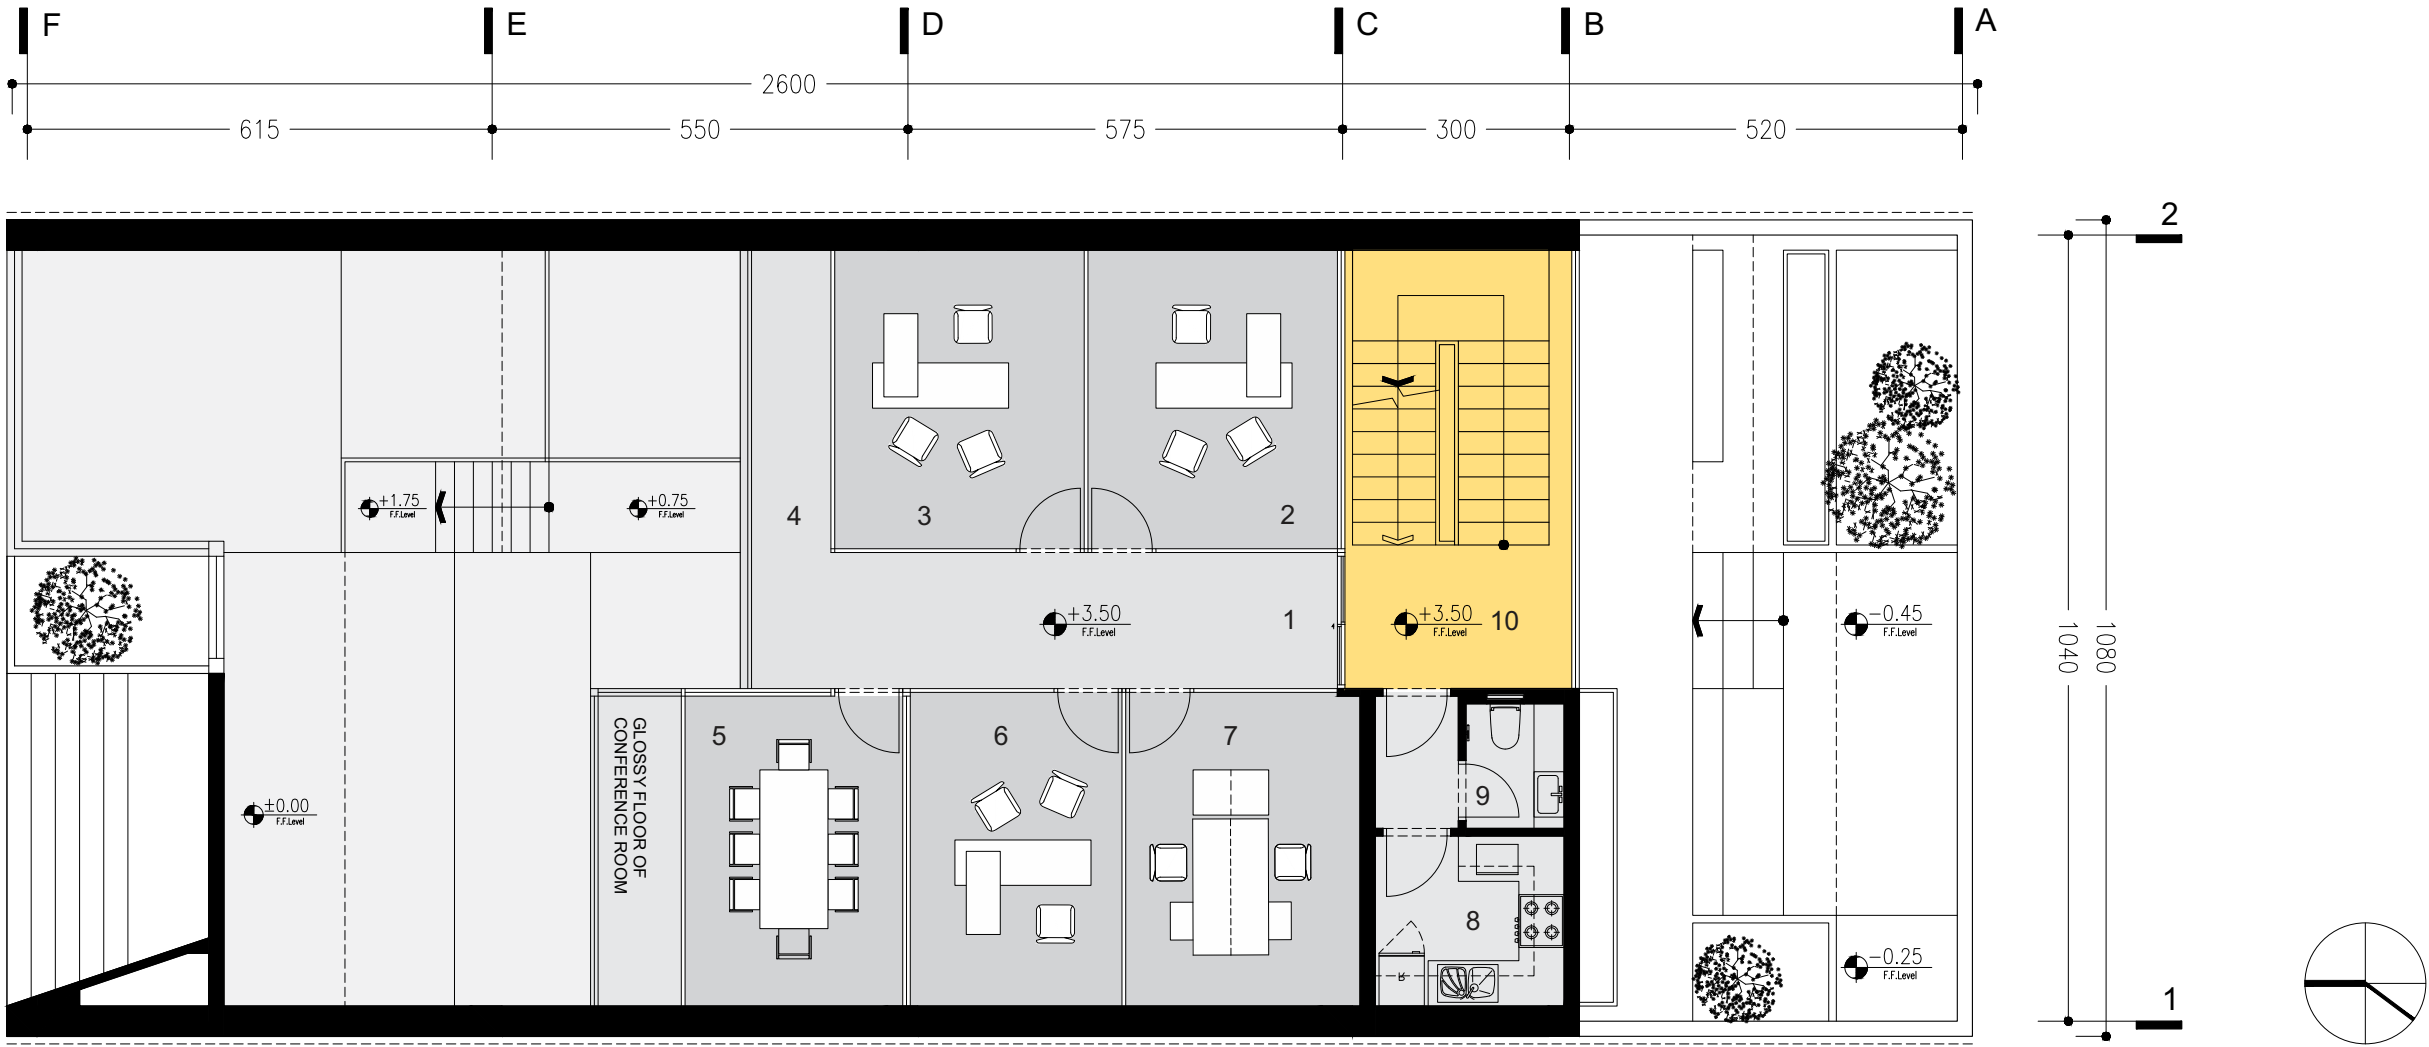 F E D C B A
2600
615 550 575 300 520
2
+1.75
F.F.Level
+0.75
F.F.Level
4 3 2
1
+3.50
F.F.Level
+3.50
F.F.Level
10
-0.45
F.F.Level
1040
1080
5 6 7
GLOSSY FLOOR OF
CONFERENCE ROOM
±0.00
F.F.Level
9
8
R
-0.25
F.F.Level
1